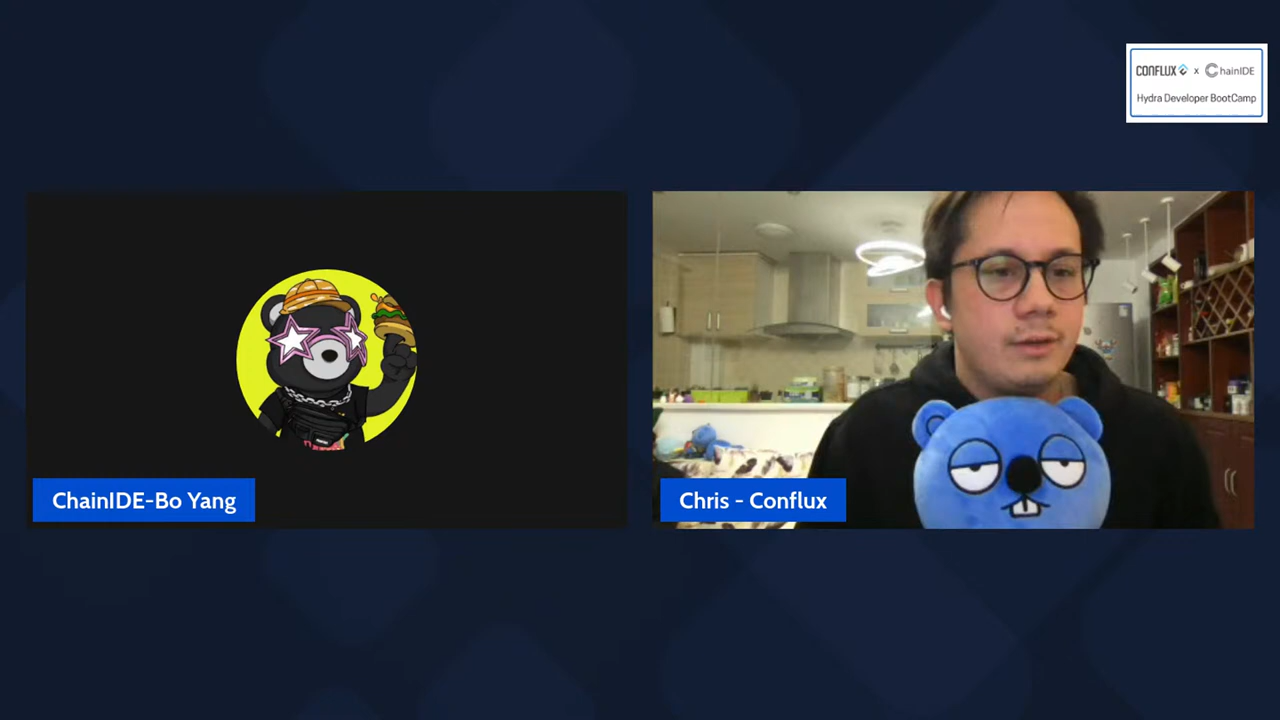 CONFLUX x ChainIDE
Hydra Developer BootCamp
ChainIDE-Bo Yang
Chris - Conflux